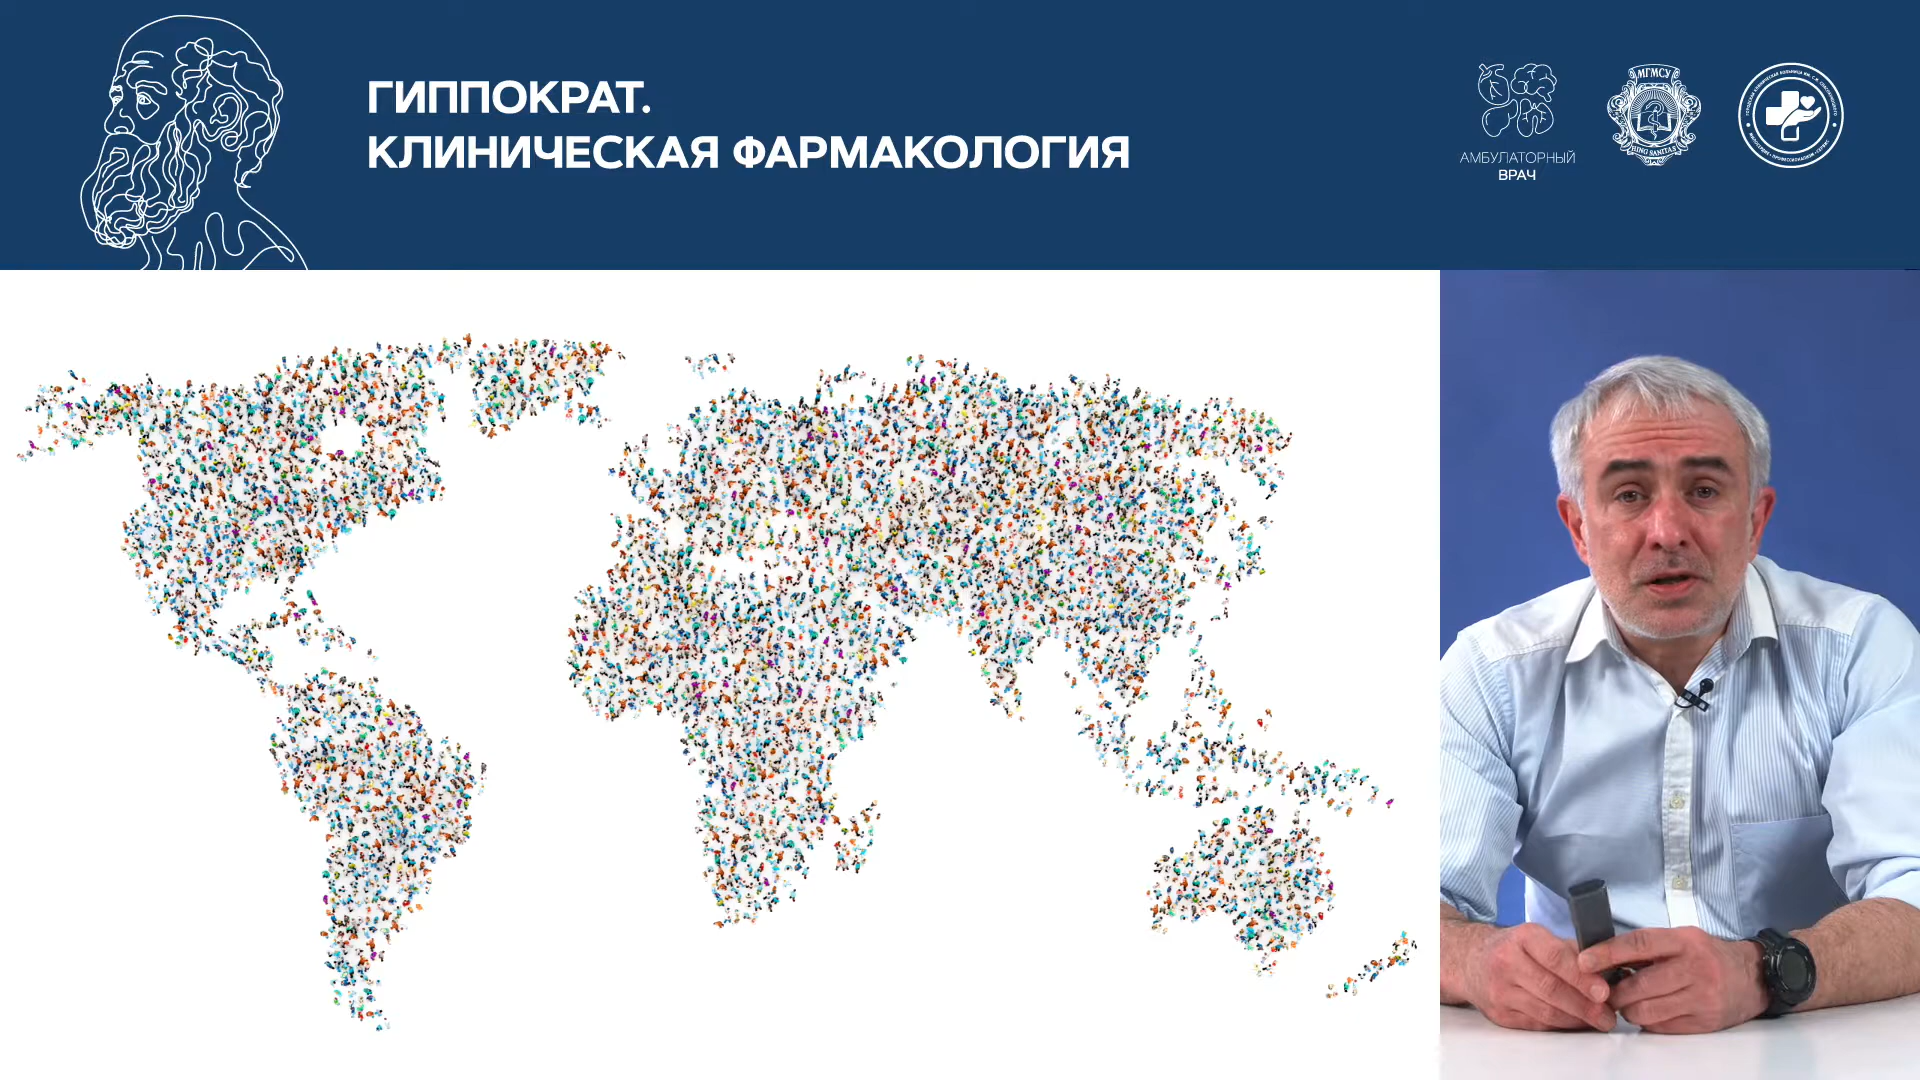 ГИППОКРАТ.
КЛИНИЧЕСКАЯ ФАРМАКОЛОГИЯ
АМБУЛАТОРНЫЙ
ВРАЧ
МГМСУ